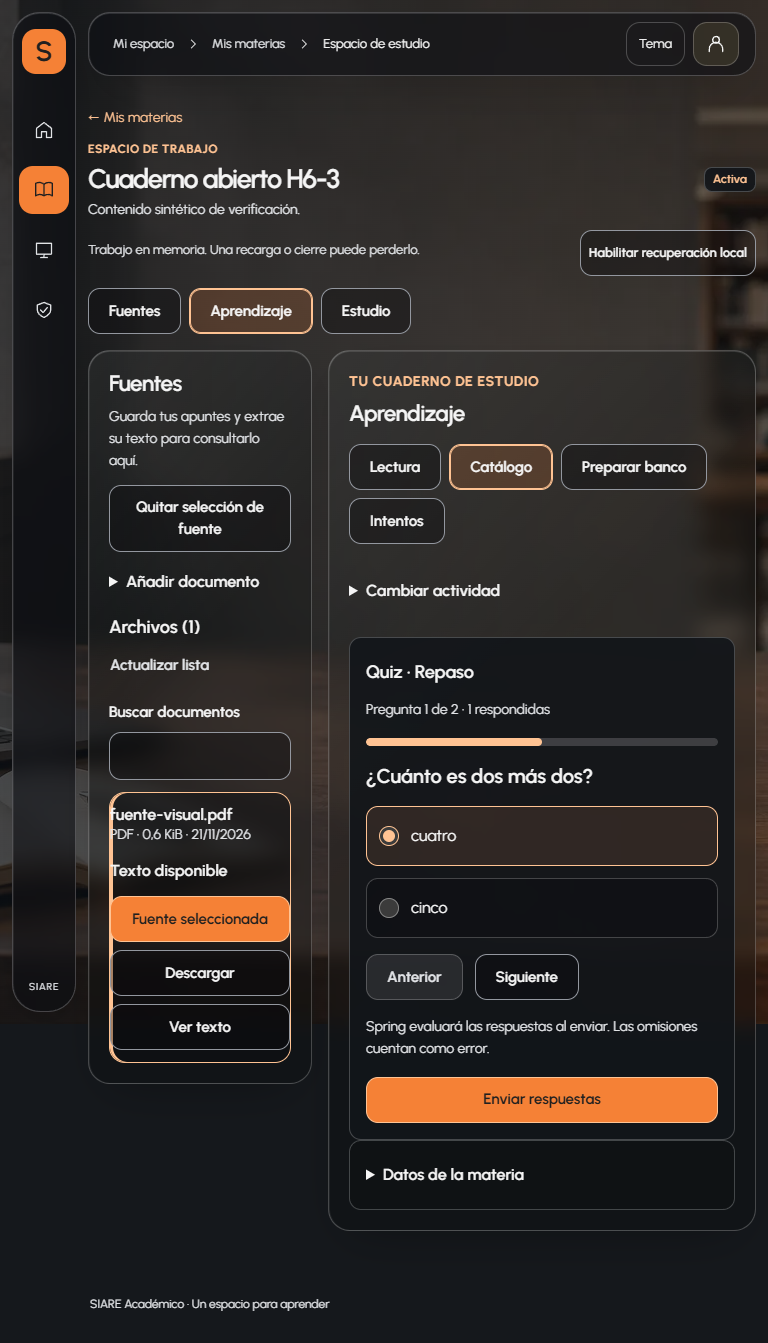 S
Mi espacio > Mis materias > Espacio de estudio
Tema
← Mis materias
ESPACIO DE TRABAJO
Cuaderno abierto H6-3
Activa
Contenido sintético de verificación.
Trabajo en memoria. Una recarga o cierre puede perderlo.
Habilitar recuperación local
Fuentes
Aprendizaje
Estudio
Fuentes
Guarda tus apuntes y extrae
su texto para consultarlo
aquí.
Quitar selección de
fuente
Añadir documento
Archivos (1)
Actualizar lista
Buscar documentos
fuente-visual.pdf
PDF · 0,6 KiB · 21/11/2026
Texto disponible
Fuente seleccionada
Descargar
Ver texto
TU CUADERNO DE ESTUDIO
Aprendizaje
Lectura
Catálogo
Preparar banco
Intentos
Cambiar actividad
Quiz · Repaso
Pregunta 1 de 2 · 1 respondidas
¿Cuánto es dos más dos?
cuatro
cinco
Anterior
Siguiente
Spring evaluará las respuestas al enviar. Las omisiones
cuentan como error.
Enviar respuestas
Datos de la materia
SIARE
SIARE Académico · Un espacio para aprender